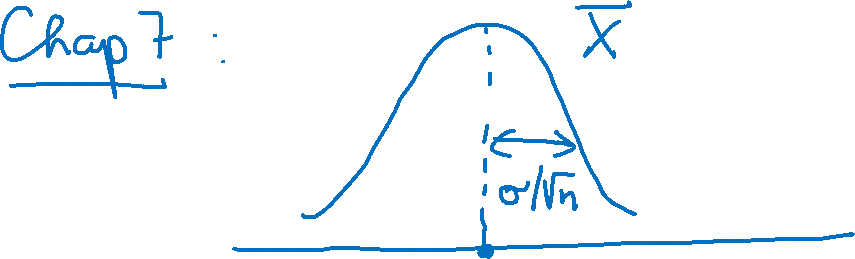 Chap 7 :
X̅
σ/√n